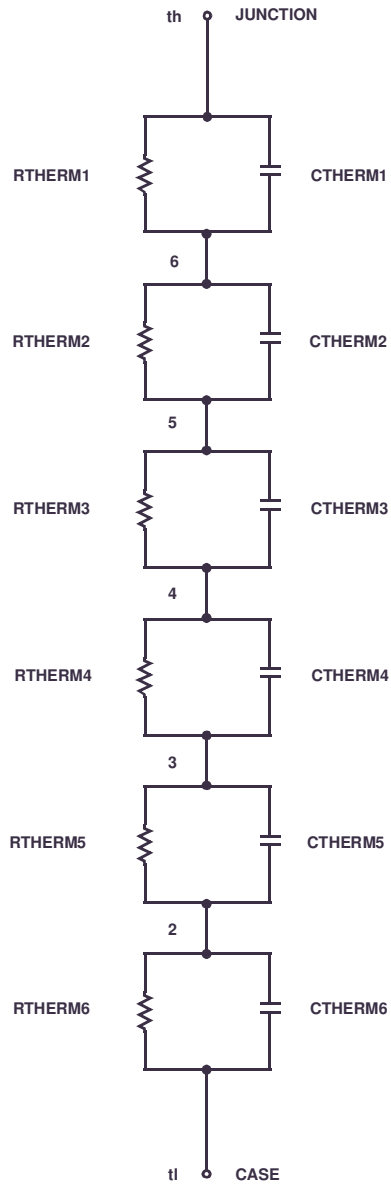 th JUNCTION
RTHERM1 CTHERM1
6
RTHERM2 CTHERM2
5
RTHERM3 CTHERM3
4
RTHERM4 CTHERM4
3
RTHERM5 CTHERM5
2
RTHERM6 CTHERM6
tl CASE